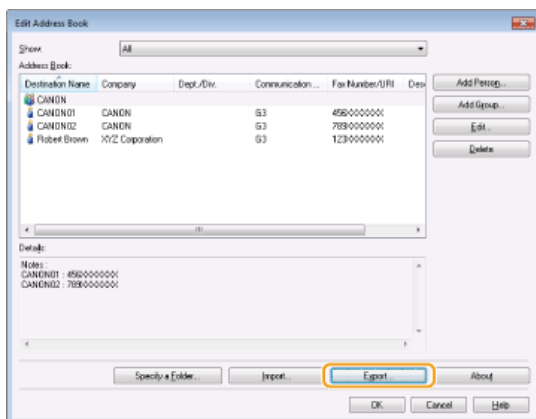 Edit Address Book
Show: All
Address Book:
Destination Name Company Dept./Div. Communication ... Fax Number/URI Des
CANON
CANON01 CANON G3 456XXXXXXX
CANON02 CANON G3 789XXXXXXX
Robert Brown XYZ Corporation G3 123XXXXXXX
Add Person...
Add Group...
Edit...
Delete
Details:
Notes:
CANON01 : 456XXXXXXX
CANON02 : 789XXXXXXX
Specify a Folder... Import... Export... About
OK Cancel Help